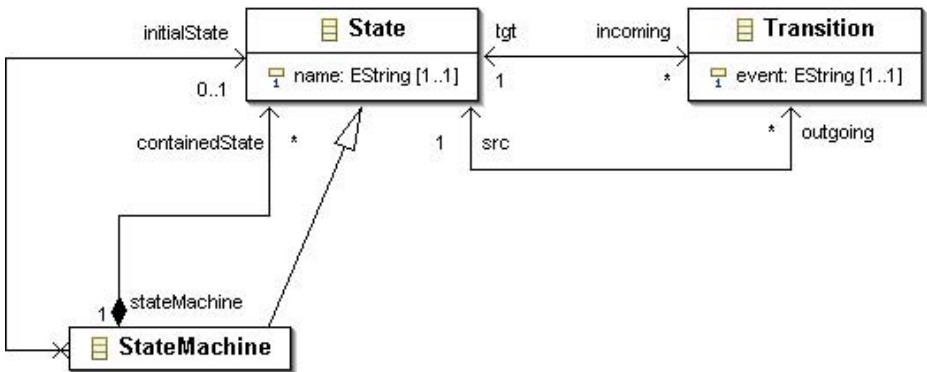 initialState
State
tgt
incoming
Transition
name: EString [1..1]
event: EString [1..1]
0..1
1
*
containedState
*
1
src
*
outgoing
1
stateMachine
StateMachine